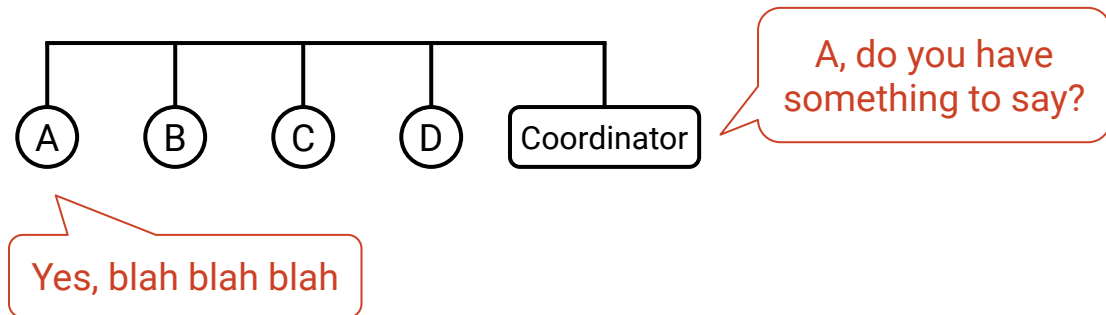 A, do you have
something to say?
A
B
C
D
Coordinator
Yes, blah blah blah